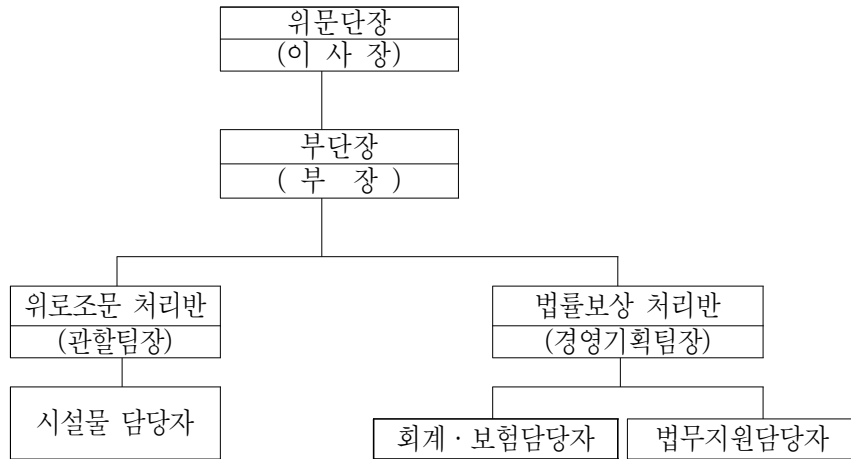 위문단장
(이 사 장)
부단장
( 부 장 )
위로조문 처리반
(관할팀장)
법률보상 처리반
(경영기획팀장)
시설물 담당자
회계 · 보험담당자
법무지원담당자